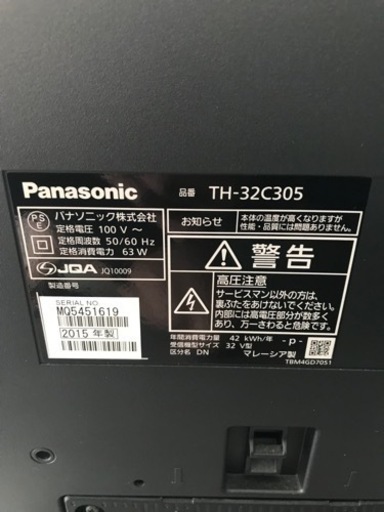 Panasonic
品番 TH-32C305
PS
E
パナソニック株式会社
定格電圧 100 V ～
定格周波数 50/60 Hz
定格消費電力 63 W
JQA JQ10009
製造番号
SERIAL NO.
MQ5451619
2015 年製
お知らせ
本体の温度が高くなりますが
性能・品質には問題ありません。
警告
高圧注意
サービスマン以外の方は、
裏ぶたをあけないでください。
内部には高電圧部分が数多く
あり、万一さわると危険です。
年間消費電力量 42 kWh/年
受信機型サイズ 32 V型
区分名 DN
-p-
マレーシア製
TBM4GD7051